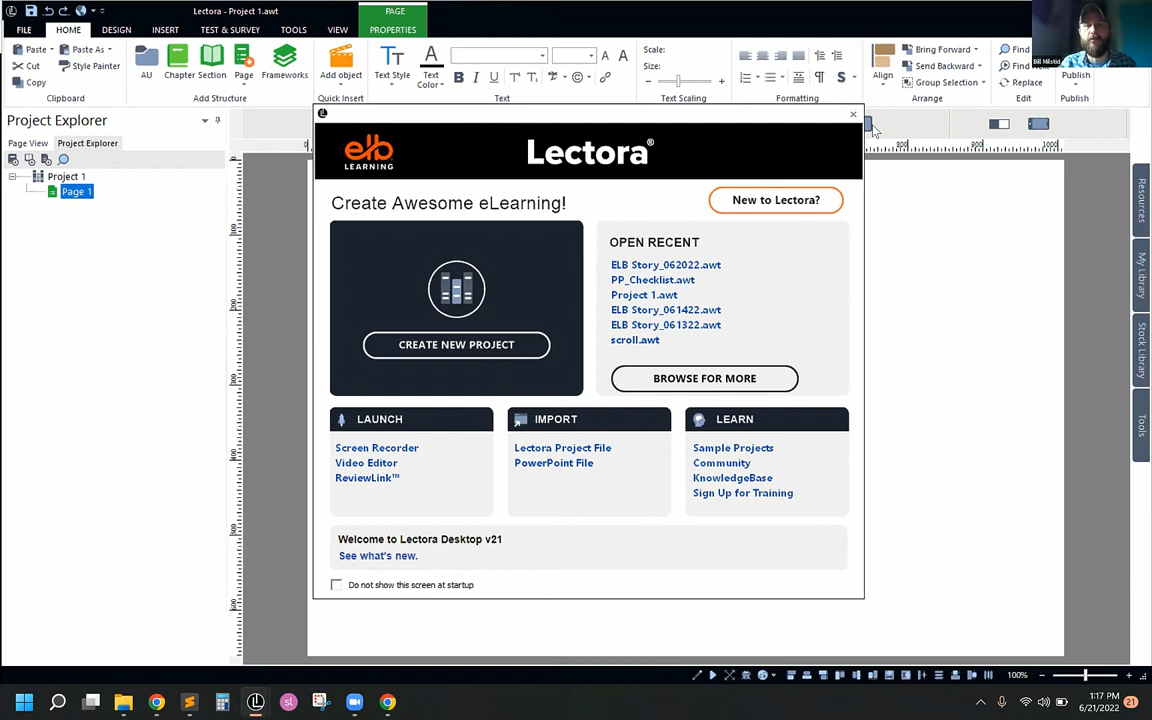 Lectora - Project 1.awt
PAGE
FILE
HOME
DESIGN
INSERT
TEST & SURVEY
TOOLS
VIEW
PROPERTIES
Paste
Paste As
Cut
Style Painter
Copy
Clipboard
AU
Chapter
Section
Page
Frameworks
Add Structure
Add object
Quick Insert
Text Style
Text Color
B I U
Text
Scale:
Text Scaling
Formatting
Align
Bring Forward
Send Backward
Group Selection
Arrange
Find
Replace
Edit
Publish
Publish
Bill Milstid
Project Explorer
Page View
Project Explorer
Project 1
Page 1
elb
LEARNING
Lectora®
Create Awesome eLearning!
New to Lectora?
CREATE NEW PROJECT
OPEN RECENT
ELB Story_062022.awt
PP_Checklist.awt
Project 1.awt
ELB Story_061422.awt
ELB Story_061322.awt
scroll.awt
BROWSE FOR MORE
LAUNCH
Screen Recorder
Video Editor
ReviewLink™
IMPORT
Lectora Project File
PowerPoint File
LEARN
Sample Projects
Community
KnowledgeBase
Sign Up for Training
Welcome to Lectora Desktop v21
See what's new.
Do not show this screen at startup
Resources
My Library
Stock Library
Tools
100%
1:17 PM
6/21/2022
21